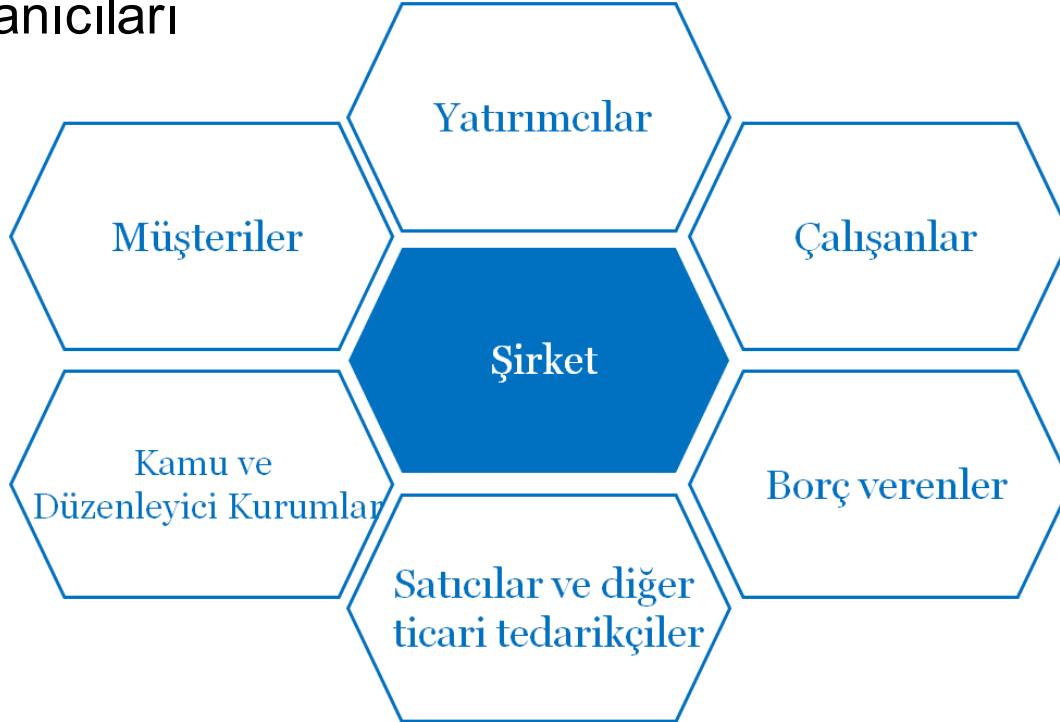 anıcıları
Yatırımcılar
Müşteriler
Çalışanlar
Şirket
Kamu ve
Düzenleyici Kurumlar
Borç verenler
Satıcılar ve diğer
ticari tedarikçiler